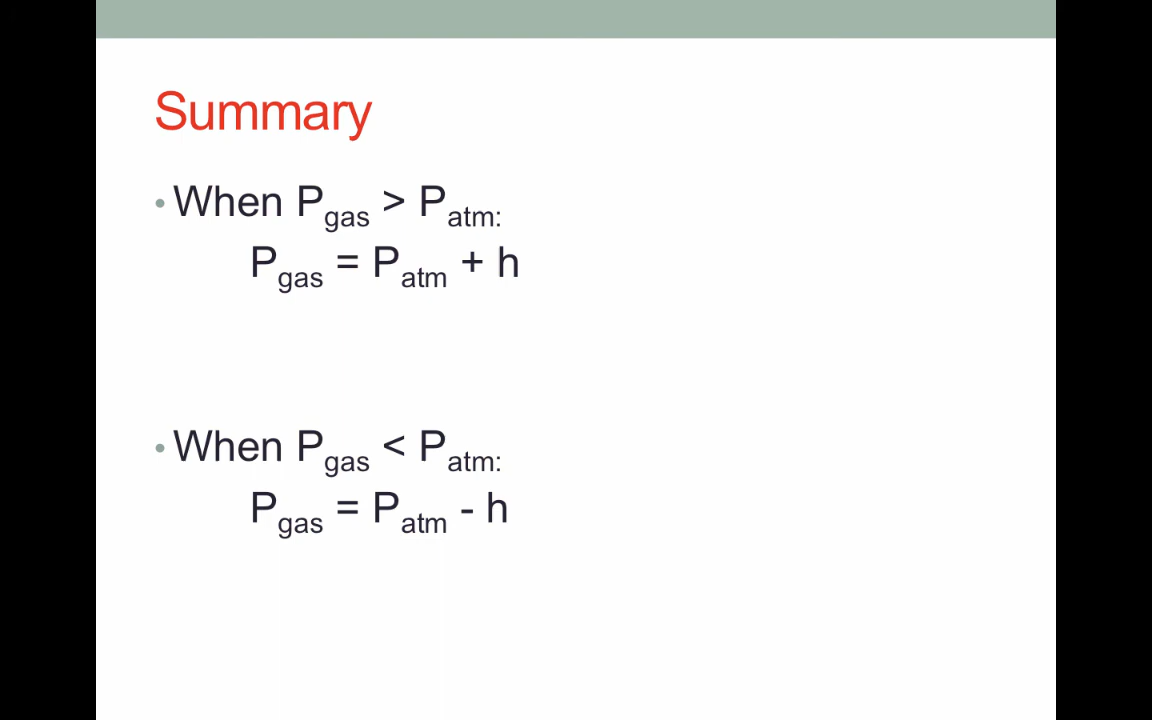 Summary
• When Pgas > Patm:
Pgas = Patm + h
• When Pgas < Patm:
Pgas = Patm - h